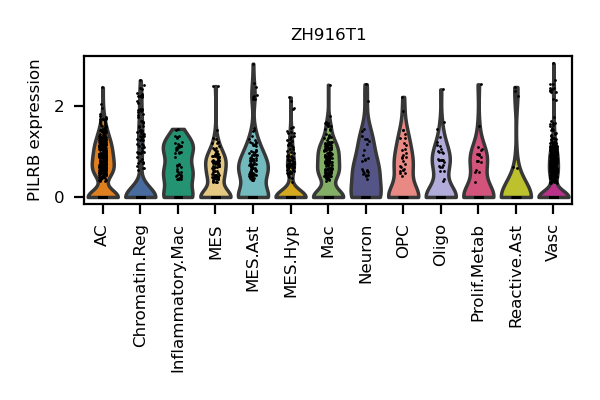 ZH916T1
PILRB expression
2
0
AC
Chromatin.Reg
Inflammatory.Mac
MES
MES.Ast
MES.Hyp
Mac
Neuron
OPC
Oligo
Prolif.Metab
Reactive.Ast
Vasc